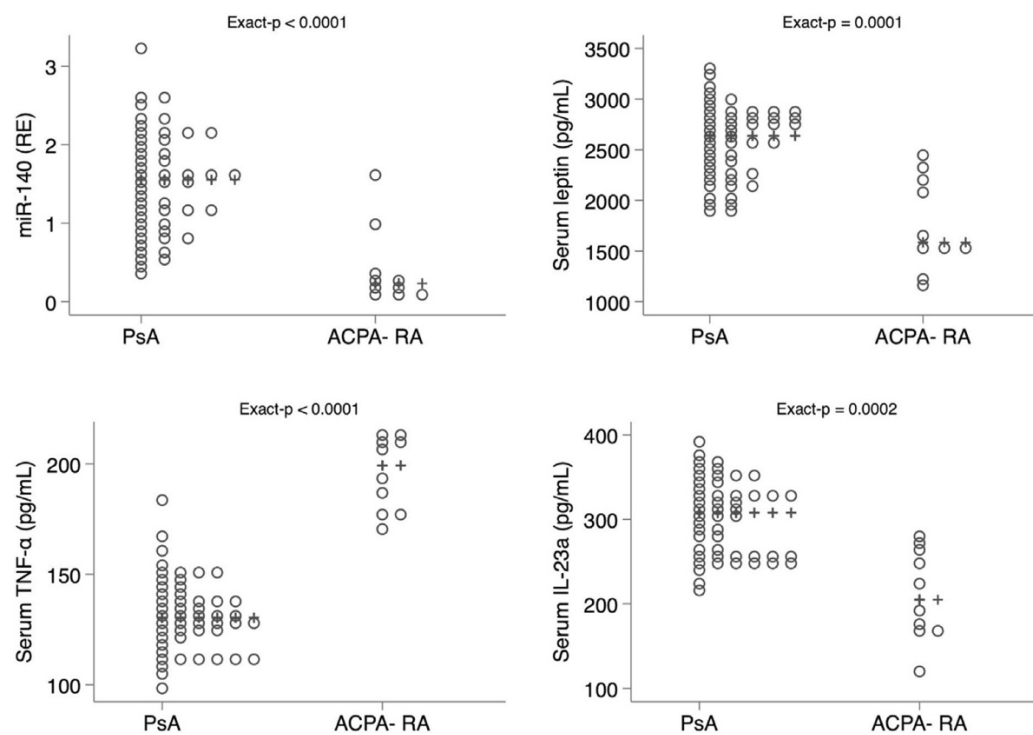 Exact-p < 0.0001
miR-140 (RE)
3
2
1
0
PsA
ACPA- RA
Exact-p = 0.0001
Serum leptin (pg/mL)
3500
3000
2500
2000
1500
1000
PsA
ACPA- RA
Exact-p < 0.0001
Serum TNF-α (pg/mL)
200
150
100
PsA
ACPA- RA
Exact-p = 0.0002
Serum IL-23a (pg/mL)
400
300
200
100
PsA
ACPA- RA